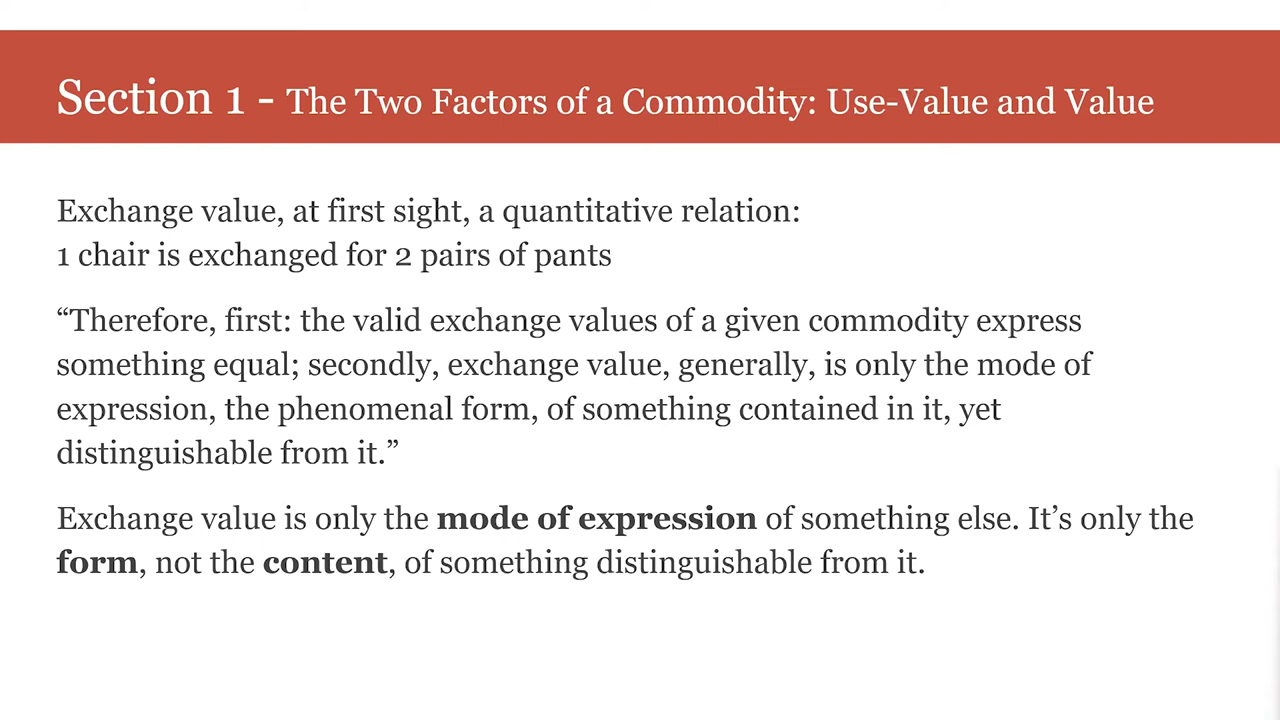 Section 1 - The Two Factors of a Commodity: Use-Value and Value
Exchange value, at first sight, a quantitative relation:
1 chair is exchanged for 2 pairs of pants
“Therefore, first: the valid exchange values of a given commodity express
something equal; secondly, exchange value, generally, is only the mode of
expression, the phenomenal form, of something contained in it, yet
distinguishable from it.”
Exchange value is only the mode of expression of something else. It’s only the
form, not the content, of something distinguishable from it.